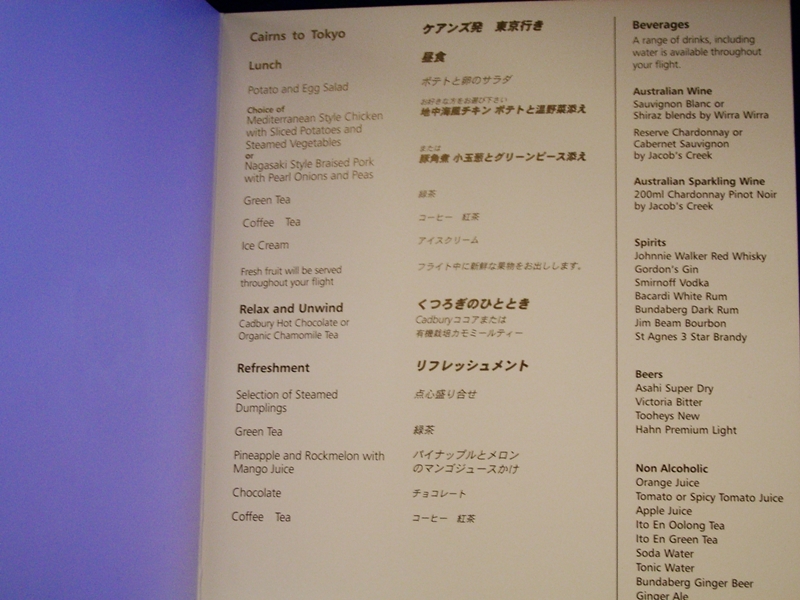 Cairns to Tokyo
Lunch
Potato and Egg Salad
Choice of
Mediterranean Style Chicken
with Sliced Potatoes and
Steamed Vegetables
or
Nagasaki Style Braised Pork
with Pearl Onions and Peas
Green Tea
Coffee Tea
Ice Cream
Fresh fruit will be served
throughout your flight
Relax and Unwind
Cadbury Hot Chocolate or
Organic Chamomile Tea
Refreshment
Selection of Steamed
Dumplings
Green Tea
Pineapple and Rockmelon with
Mango Juice
Chocolate
Coffee Tea
ケアンズ発 東京行き
昼食
ポテトと卵のサラダ
お好きな方をお選び下さい
地中海風チキン ポテトと温野菜添え
または
豚角煮 小玉葱とグリーンピース添え
緑茶
コーヒー 紅茶
アイスクリーム
フライト中に新鮮な果物をお出しします。
くつろぎのひととき
Cadburyココアまたは
有機栽培カモミールティー
リフレッシュメント
点心盛り合せ
緑茶
パイナップルとメロン
のマンゴジュースかけ
チョコレート
コーヒー 紅茶
Beverages
A range of drinks, including
water is available throughout
your flight.
Australian Wine
Sauvignon Blanc or
Shiraz blends by Wirra Wirra
Reserve Chardonnay or
Cabernet Sauvignon
by Jacob's Creek
Australian Sparkling Wine
200ml Chardonnay Pinot Noir
by Jacob's Creek
Spirits
Johnnie Walker Red Whisky
Gordon's Gin
Smirnoff Vodka
Bacardi White Rum
Bundaberg Dark Rum
Jim Beam Bourbon
St Agnes 3 Star Brandy
Beers
Asahi Super Dry
Victoria Bitter
Tooheys New
Hahn Premium Light
Non Alcoholic
Orange Juice
Tomato or Spicy Tomato Juice
Apple Juice
Ito En Oolong Tea
Ito En Green Tea
Soda Water
Tonic Water
Bundaberg Ginger Beer
Ginger Ale